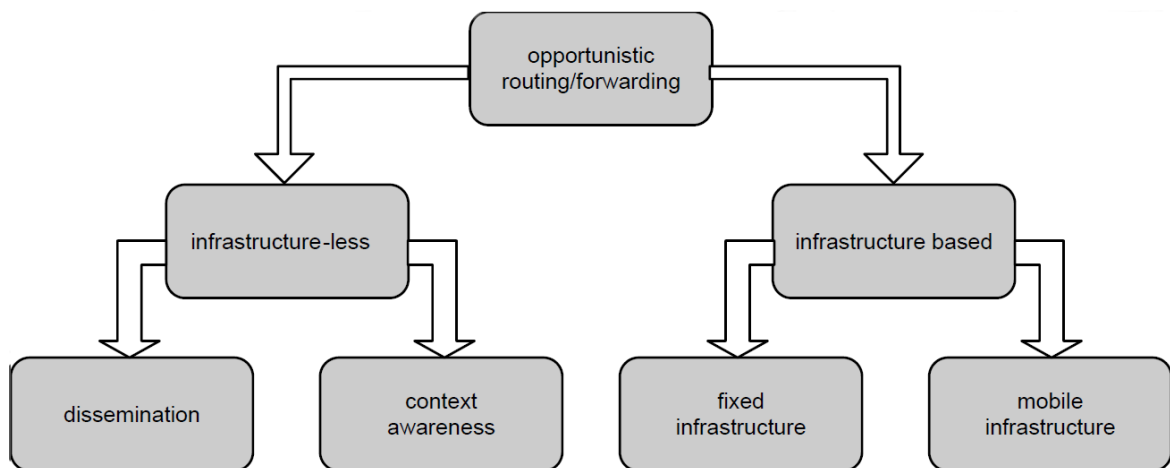 opportunistic
routing/forwarding
infrastructure-less
infrastructure based
dissemination
context
awareness
fixed
infrastructure
mobile
infrastructure